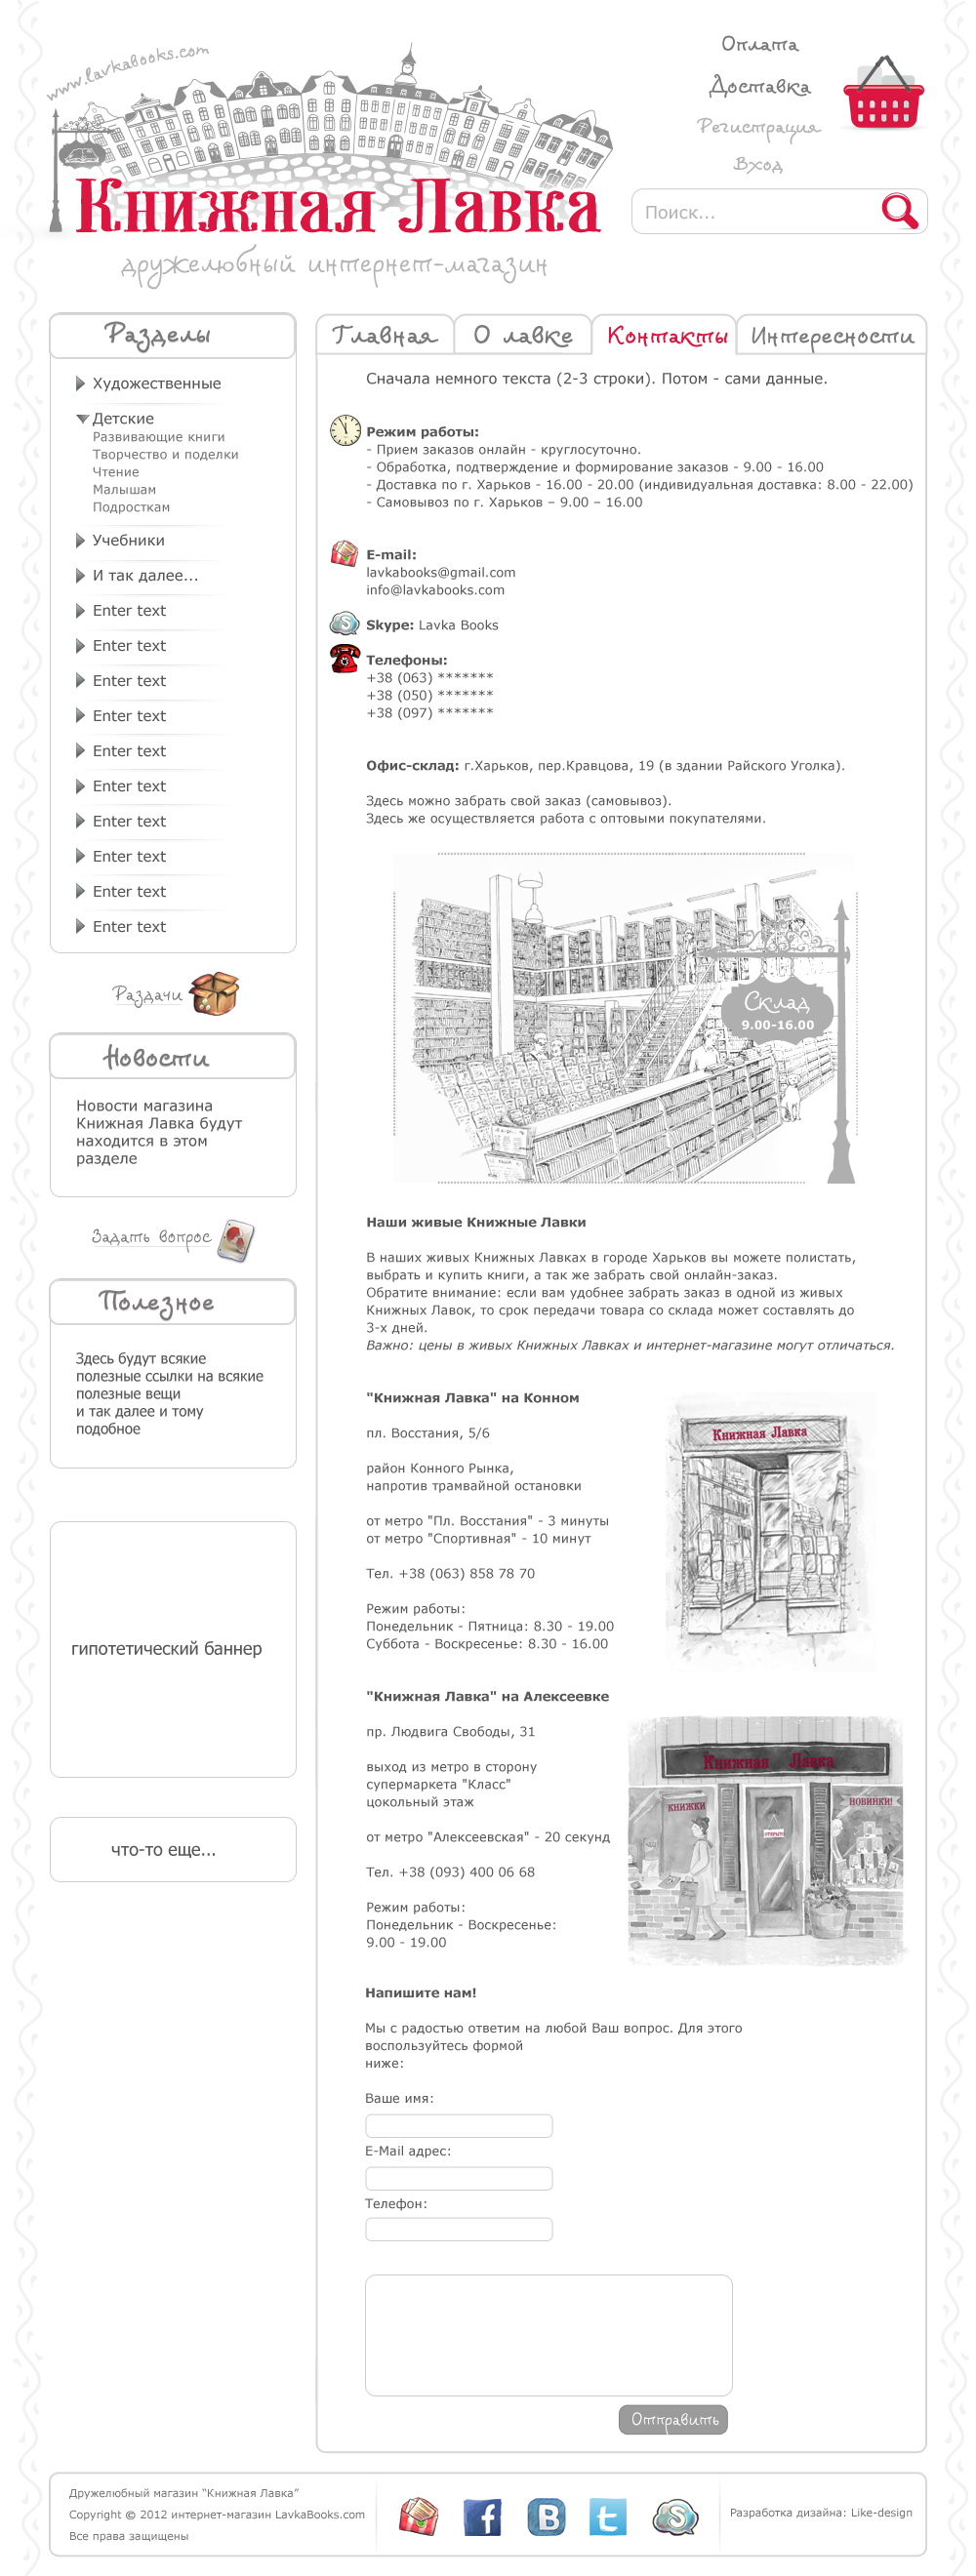 www.lavkabooks.com
Книжная Лавка
дружелюбный интернет-магазин
Оплата
Доставка
Регистрация
Вход
Поиск...
Разделы
Художественные
Детские
Развивающие книги
Творчество и поделки
Чтение
Малышам
Подросткам
Учебники
И так далее...
Enter text
Enter text
Enter text
Enter text
Enter text
Enter text
Enter text
Enter text
Enter text
Enter text
Раздачи
Новости
Новости магазина
Книжная Лавка будут
находится в этом
разделе
Задать вопрос
Полезное
Здесь будут всякие
полезные ссылки на всякие
полезные вещи
и так далее и тому
подобное
гипотетический баннер
что-то еще...
Главная
О лавке
Контакты
Интересности
Сначала немного текста (2-3 строки). Потом - сами данные.
Режим работы:
- Прием заказов онлайн - круглосуточно.
- Обработка, подтверждение и формирование заказов - 9.00 - 16.00
- Доставка по г. Харьков - 16.00 - 20.00 (индивидуальная доставка: 8.00 - 22.00)
- Самовывоз по г. Харьков – 9.00 – 16.00
E-mail:
lavkabooks@gmail.com
info@lavkabooks.com
Skype: Lavka Books
Телефоны:
+38 (063) *******
+38 (050) *******
+38 (097) *******
Офис-склад: г.Харьков, пер.Кравцова, 19 (в здании Райского Уголка).
Здесь можно забрать свой заказ (самовывоз).
Здесь же осуществляется работа с оптовыми покупателями.
Склад
9.00-16.00
Наши живые Книжные Лавки
В наших живых Книжных Лавках в городе Харьков вы можете полистать,
выбрать и купить книги, а так же забрать свой онлайн-заказ.
Обратите внимание: если вам удобнее забрать заказ в одной из живых
Книжных Лавок, то срок передачи товара со склада может составлять до
3-х дней.
Важно: цены в живых Книжных Лавках и интернет-магазине могут отличаться.
"Книжная Лавка" на Конном
пл. Восстания, 5/6
район Конного Рынка,
напротив трамвайной остановки
от метро "Пл. Восстания" - 3 минуты
от метро "Спортивная" - 10 минут
Тел. +38 (063) 858 78 70
Режим работы:
Понедельник - Пятница: 8.30 - 19.00
Суббота - Воскресенье: 8.30 - 16.00
Книжная Лавка
"Книжная Лавка" на Алексеевке
пр. Людвига Свободы, 31
выход из метро в сторону
супермаркета "Класс"
цокольный этаж
от метро "Алексеевская" - 20 секунд
Тел. +38 (093) 400 06 68
Режим работы:
Понедельник - Воскресенье:
9.00 - 19.00
Книжная Лавка
КНИЖКИ
ОТКРЫТО
НОВИНКИ!
Напишите нам!
Мы с радостью ответим на любой Ваш вопрос. Для этого
воспользуйтесь формой
ниже:
Ваше имя:
E-Mail адрес:
Телефон:
Отправить
Дружелюбный магазин “Книжная Лавка”
Copyright © 2012 интернет-магазин LavkaBooks.com
Все права защищены
f
B
t
S
Разработка дизайна: Like-design